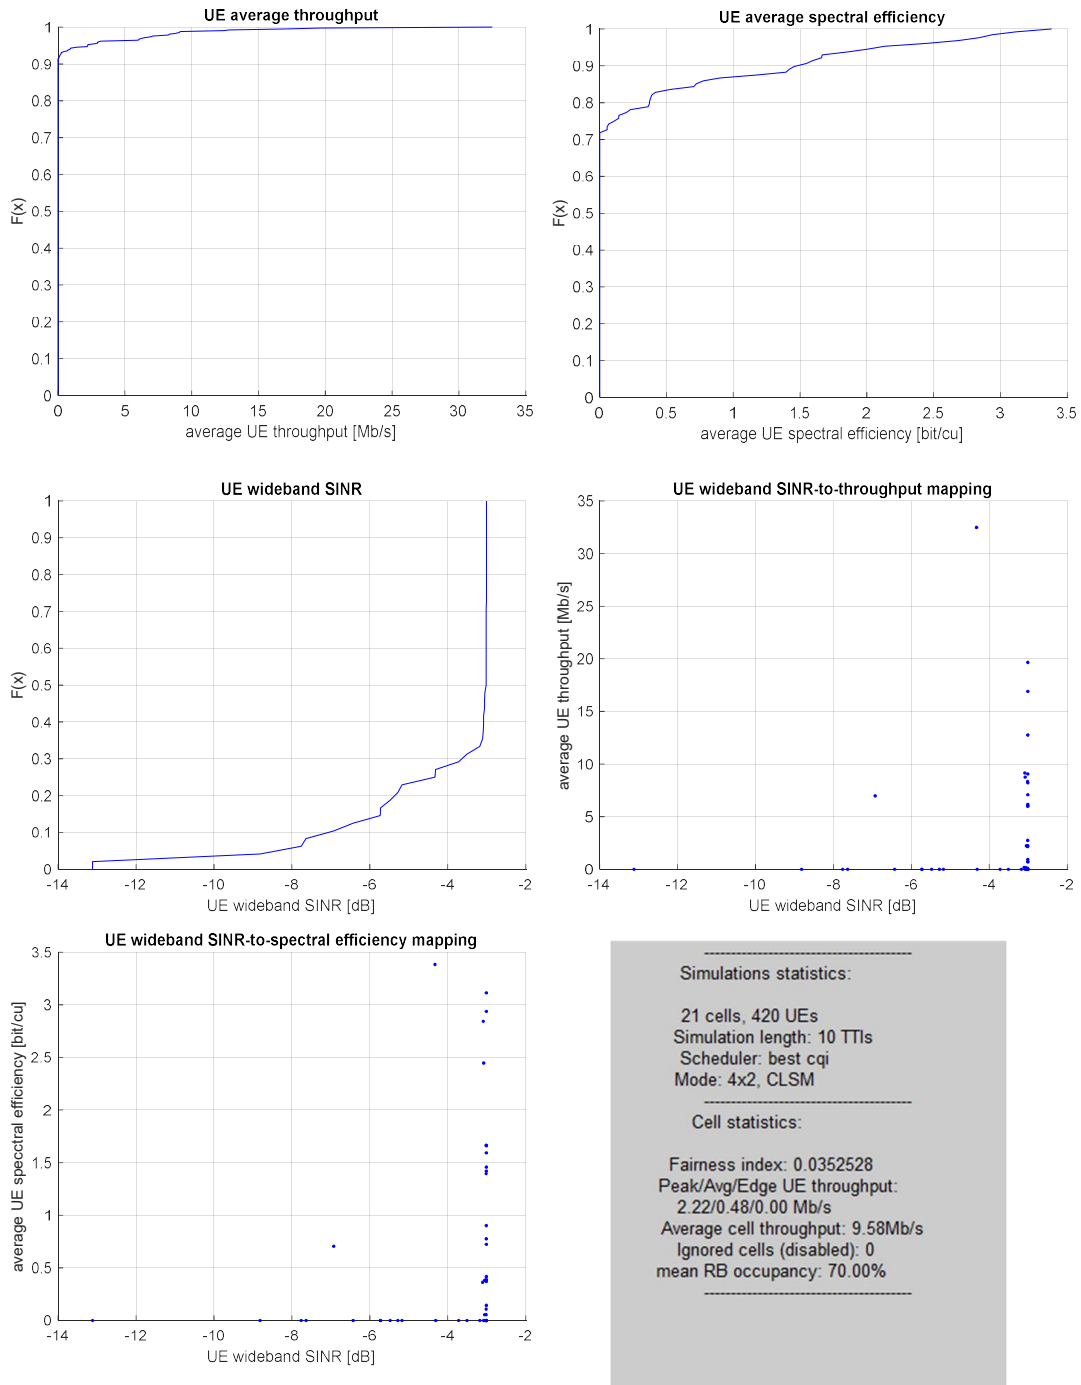 UE average throughput
1
0.9
0.8
0.7
0.6
0.5
0.4
0.3
0.2
0.1
0
F(x)
0 5 10 15 20 25 30 35
average UE throughput [Mb/s]
UE average spectral efficiency
1
0.9
0.8
0.7
0.6
0.5
0.4
0.3
0.2
0.1
0
F(x)
0 0.5 1 1.5 2 2.5 3 3.5
average UE spectral efficiency [bit/cu]
UE wideband SINR
1
0.9
0.8
0.7
0.6
0.5
0.4
0.3
0.2
0.1
0
F(x)
-14 -12 -10 -8 -6 -4 -2
UE wideband SINR [dB]
UE wideband SINR-to-throughput mapping
35
30
25
20
15
10
5
0
average UE throughput [Mb/s]
-14 -12 -10 -8 -6 -4 -2
UE wideband SINR [dB]
UE wideband SINR-to-spectral efficiency mapping
3.5
3
2.5
2
1.5
1
0.5
0
average UE specctral efficiency [bit/cu]
-14 -12 -10 -8 -6 -4 -2
UE wideband SINR [dB]
---------------------------------------
Simulations statistics:
21 cells, 420 UEs
Simulation length: 10 TTIs
Scheduler: best cqi
Mode: 4x2, CLSM
---------------------------------------
Cell statistics:
Fairness index: 0.0352528
Peak/Avg/Edge UE throughput:
2.22/0.48/0.00 Mb/s
Average cell throughput: 9.58Mb/s
Ignored cells (disabled): 0
mean RB occupancy: 70.00%
---------------------------------------